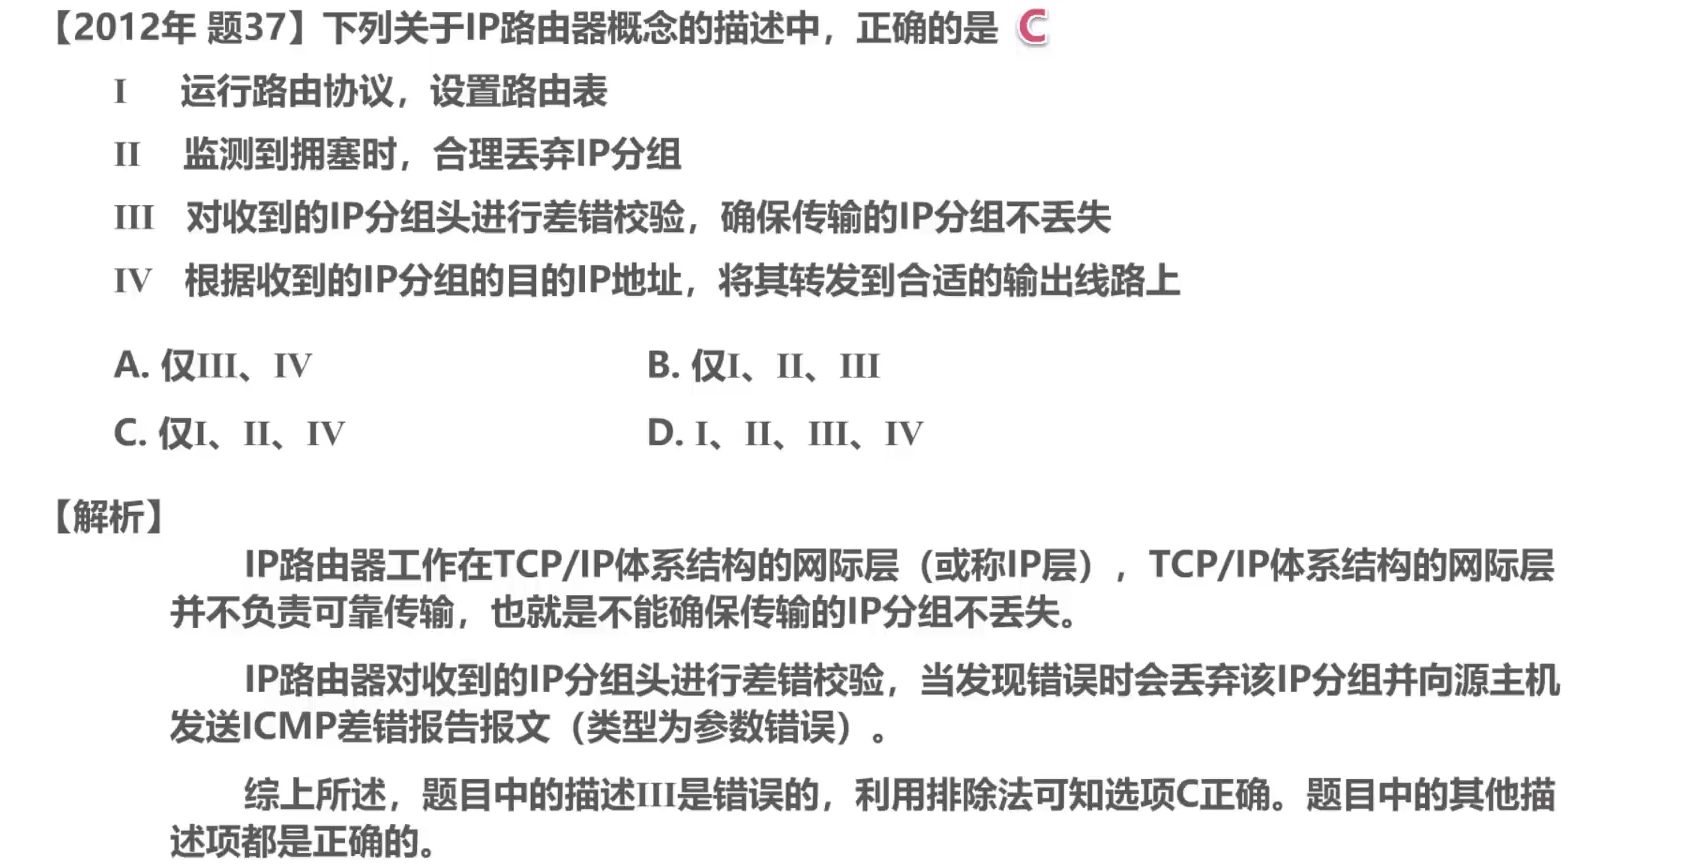 【2012年 题37】下列关于IP路由器概念的描述中，正确的是 C
I 运行路由协议，设置路由表
II 监测到拥塞时，合理丢弃IP分组
III 对收到的IP分组头进行差错校验，确保传输的IP分组不丢失
IV 根据收到的IP分组的目的IP地址，将其转发到合适的输出线路上
A. 仅III、IV B. 仅I、II、III
C. 仅I、II、IV D. I、II、III、IV
【解析】
IP路由器工作在TCP/IP体系结构的网际层（或称IP层），TCP/IP体系结构的网际层
并不负责可靠传输，也就是不能确保传输的IP分组不丢失。
IP路由器对收到的IP分组头进行差错校验，当发现错误时会丢弃该IP分组并向源主机
发送ICMP差错报告报文（类型为参数错误）。
综上所述，题目中的描述III是错误的，利用排除法可知选项C正确。题目中的其他描
述项都是正确的。